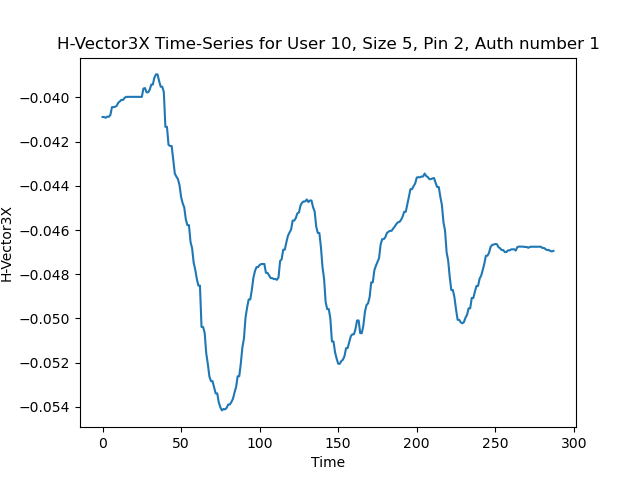 H-Vector3X Time-Series for User 10, Size 5, Pin 2, Auth number 1
H-Vector3X
−0.040
−0.042
−0.044
−0.046
−0.048
−0.050
−0.052
−0.054
0 50 100 150 200 250 300
Time